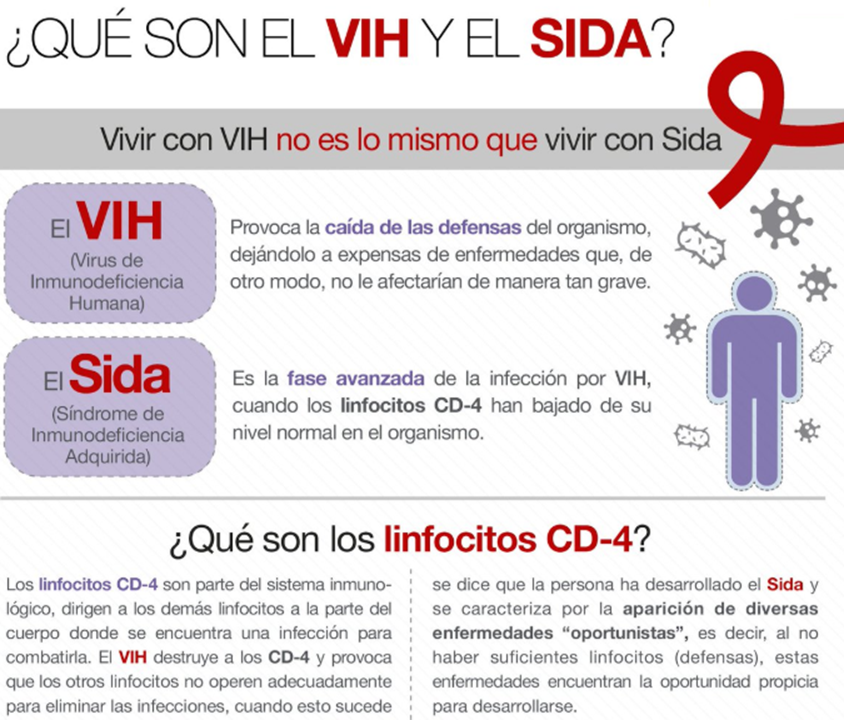 ¿QUÉ SON EL VIH Y EL SIDA?
Vivir con VIH no es lo mismo que vivir con Sida
El VIH
(Virus de
Inmunodeficiencia
Humana)
Provoca la caída de las defensas del organismo,
dejándolo a expensas de enfermedades que, de
otro modo, no le afectarían de manera tan grave.
El Sida
(Síndrome de
Inmunodeficiencia
Adquirida)
Es la fase avanzada de la infección por VIH,
cuando los linfocitos CD-4 han bajado de su
nivel normal en el organismo.
¿Qué son los linfocitos CD-4?
Los linfocitos CD-4 son parte del sistema inmuno-
lógico, dirigen a los demás linfocitos a la parte del
cuerpo donde se encuentra una infección para
combatirla. El VIH destruye a los CD-4 y provoca
que los otros linfocitos no operen adecuadamente
para eliminar las infecciones, cuando esto sucede
se dice que la persona ha desarrollado el Sida y
se caracteriza por la aparición de diversas
enfermedades “oportunistas”, es decir, al no
haber suficientes linfocitos (defensas), estas
enfermedades encuentran la oportunidad propicia
para desarrollarse.